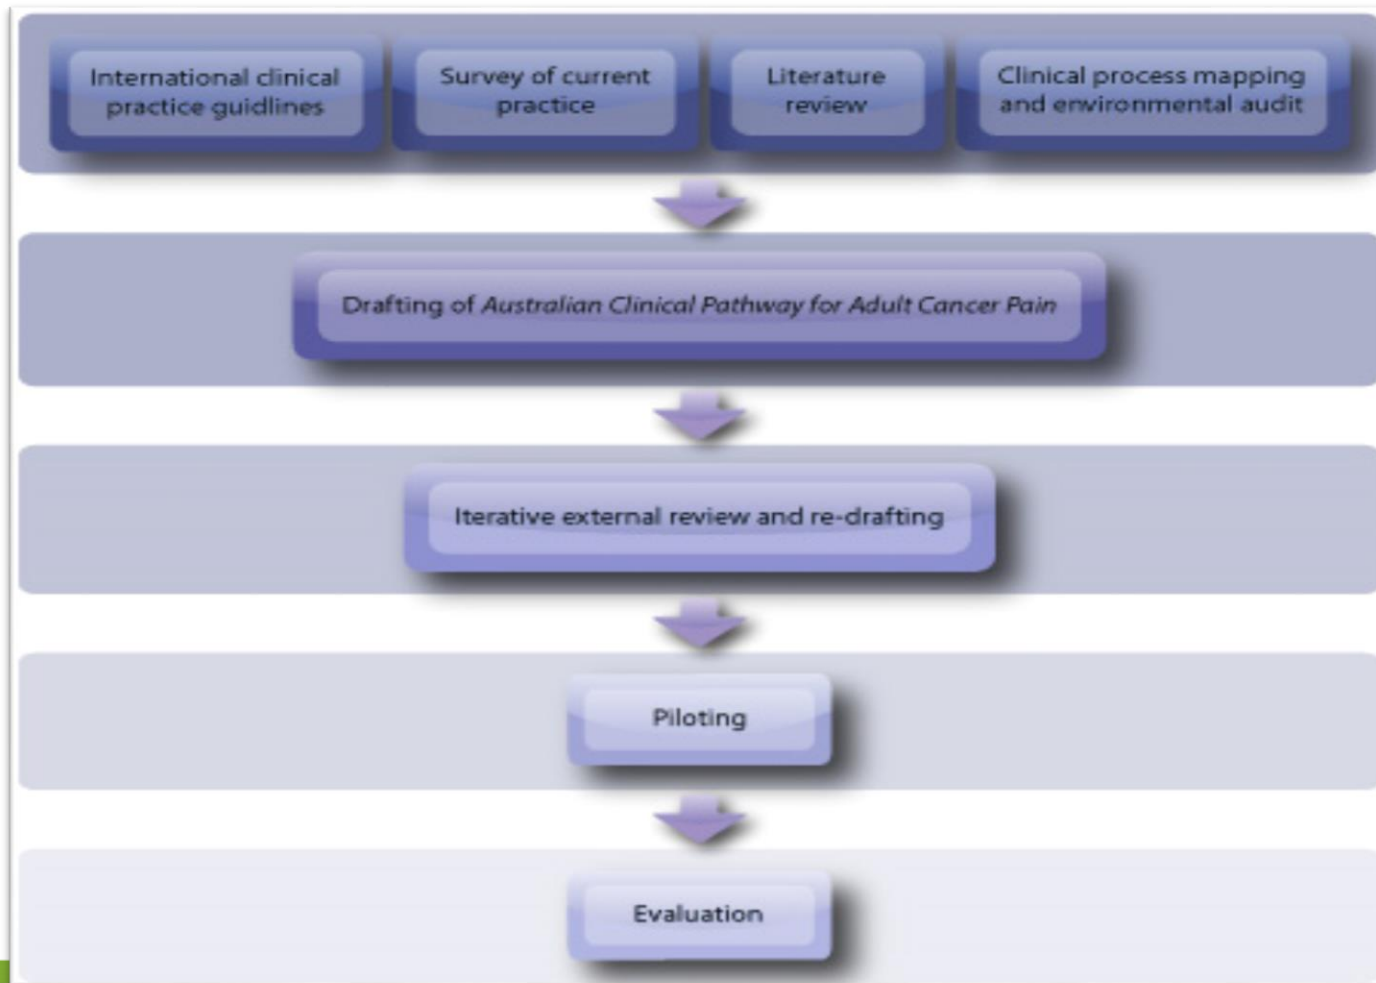 International clinical
practice guidlines
Survey of current
practice
Literature
review
Clinical process mapping
and environmental audit
Drafting of Australian Clinical Pathway for Adult Cancer Pain
Iterative external review and re-drafting
Piloting
Evaluation